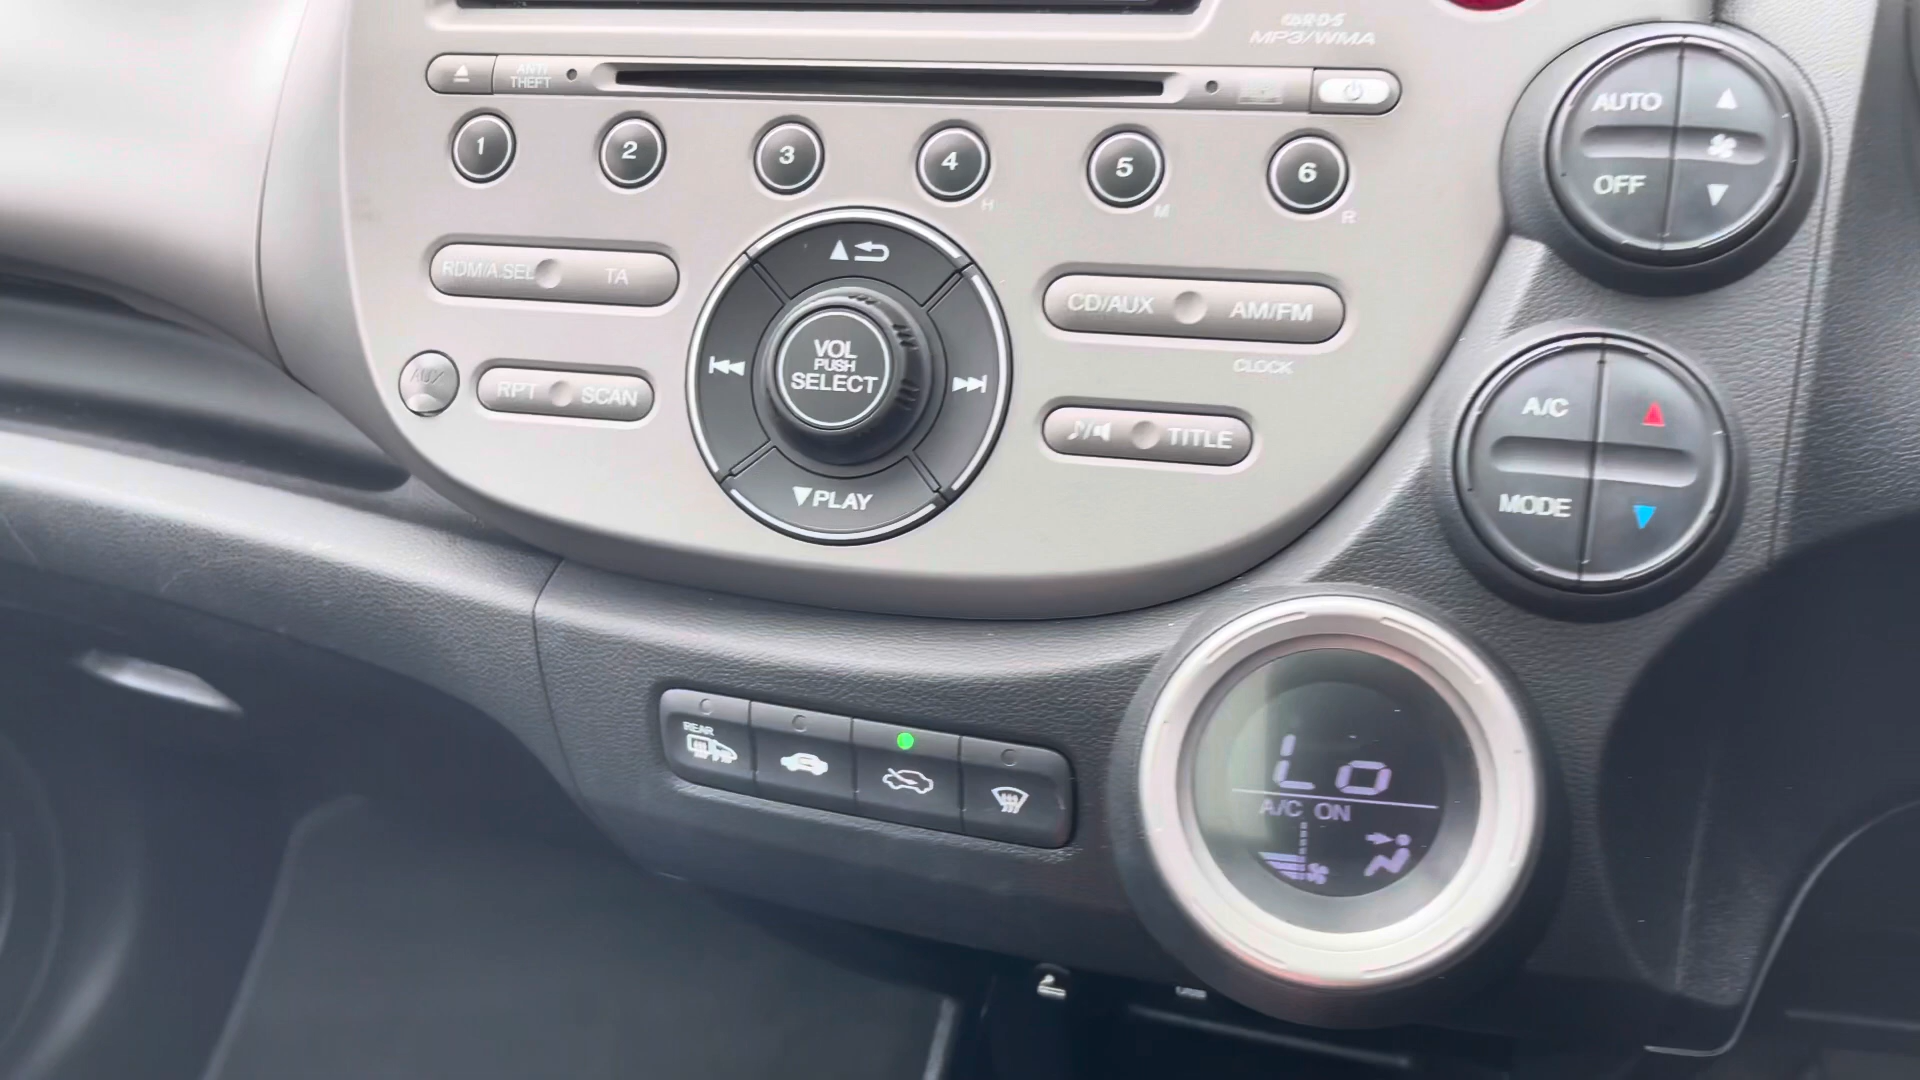 R·D·S
MP3/WMA
ANTI
THEFT
1
2
3
4
5
6
H
M
R
AUTO
OFF
RDM/A.SEL
TA
CD/AUX
AM/FM
CLOCK
VOL
PUSH
SELECT
AUX
RPT
SCAN
TITLE
PLAY
A/C
MODE
REAR
Lo
A/C ON